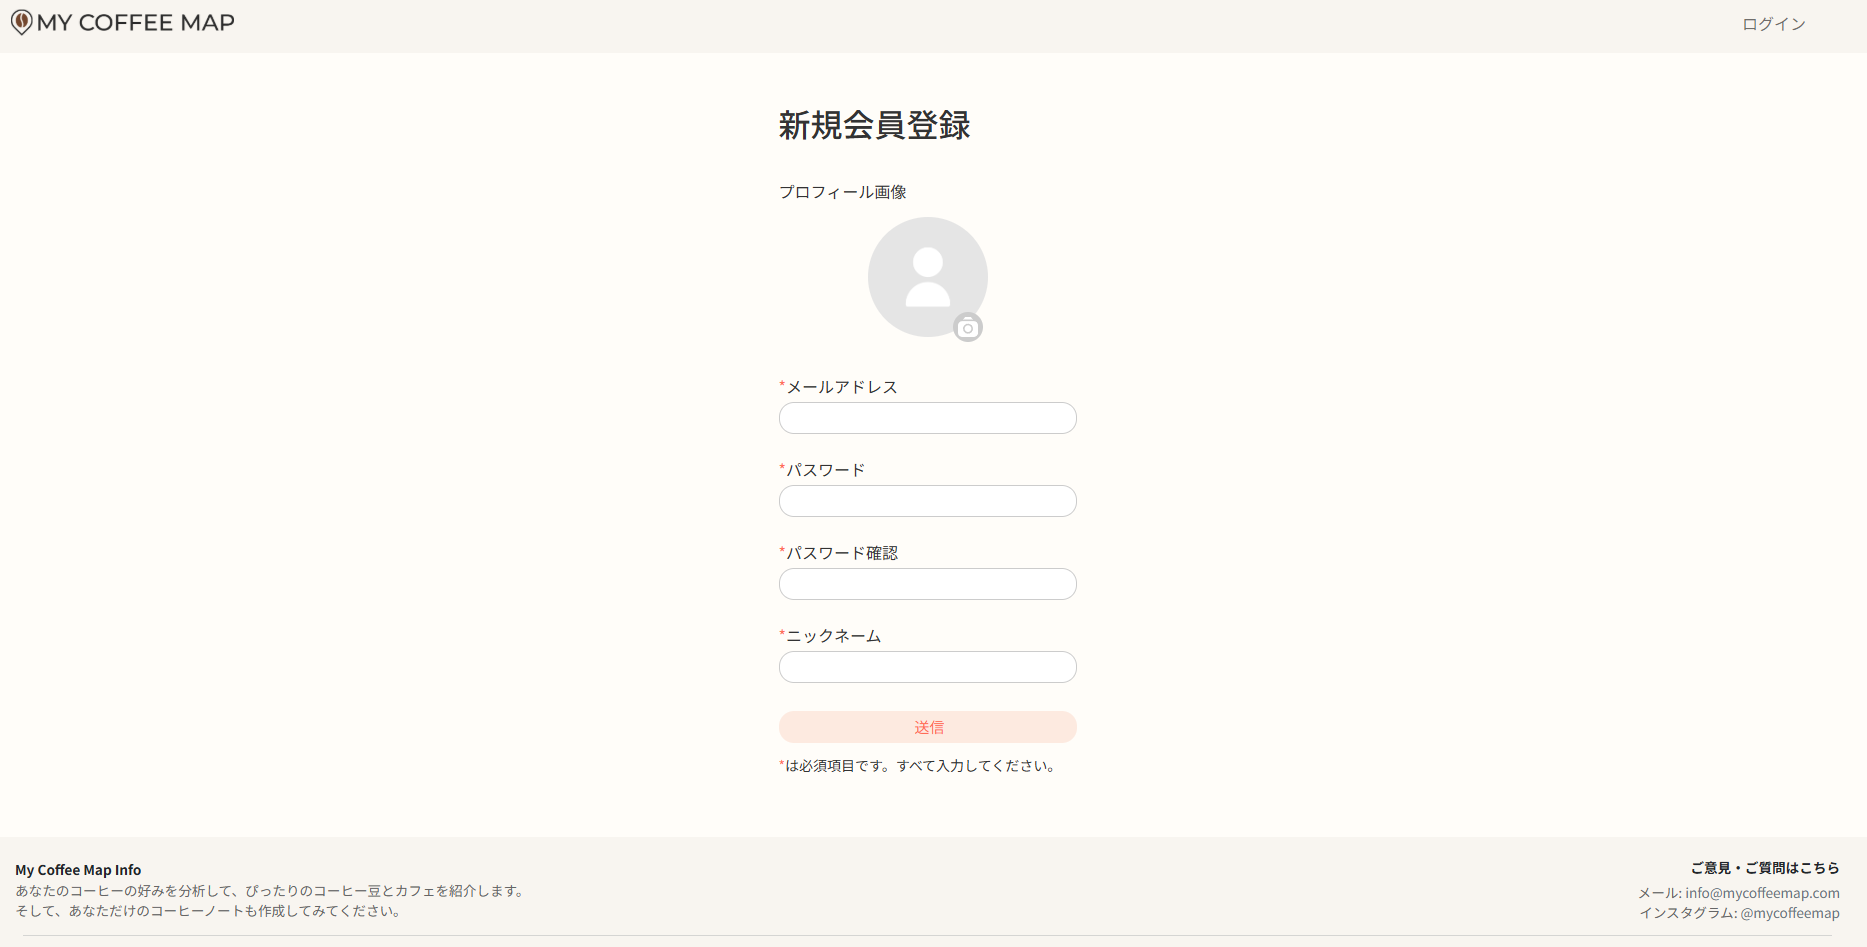 MY COFFEE MAP
ログイン
新規会員登録
プロフィール画像
*メールアドレス
*パスワード
*パスワード確認
*ニックネーム
送信
*は必須項目です。すべて入力してください。
My Coffee Map Info
あなたのコーヒーの好みを分析して、ぴったりのコーヒー豆とカフェを紹介します。
そして、あなただけのコーヒーノートも作成してみてください。
ご意見・ご質問はこちら
メール: info@mycoffeemap.com
インスタグラム: @mycoffeemap